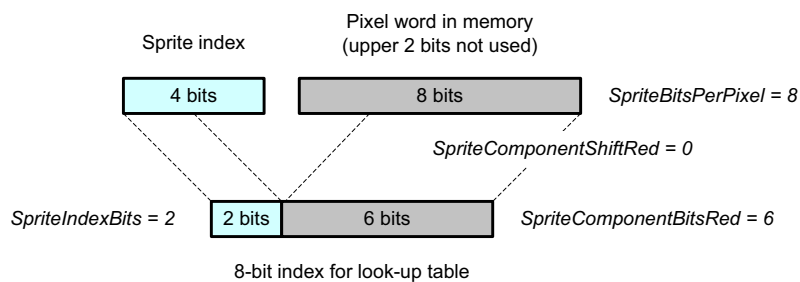 Sprite index
Pixel word in memory
(upper 2 bits not used)
4 bits
8 bits
SpriteBitsPerPixel = 8
SpriteComponentShiftRed = 0
SpriteIndexBits = 2
2 bits
6 bits
SpriteComponentBitsRed = 6
8-bit index for look-up table